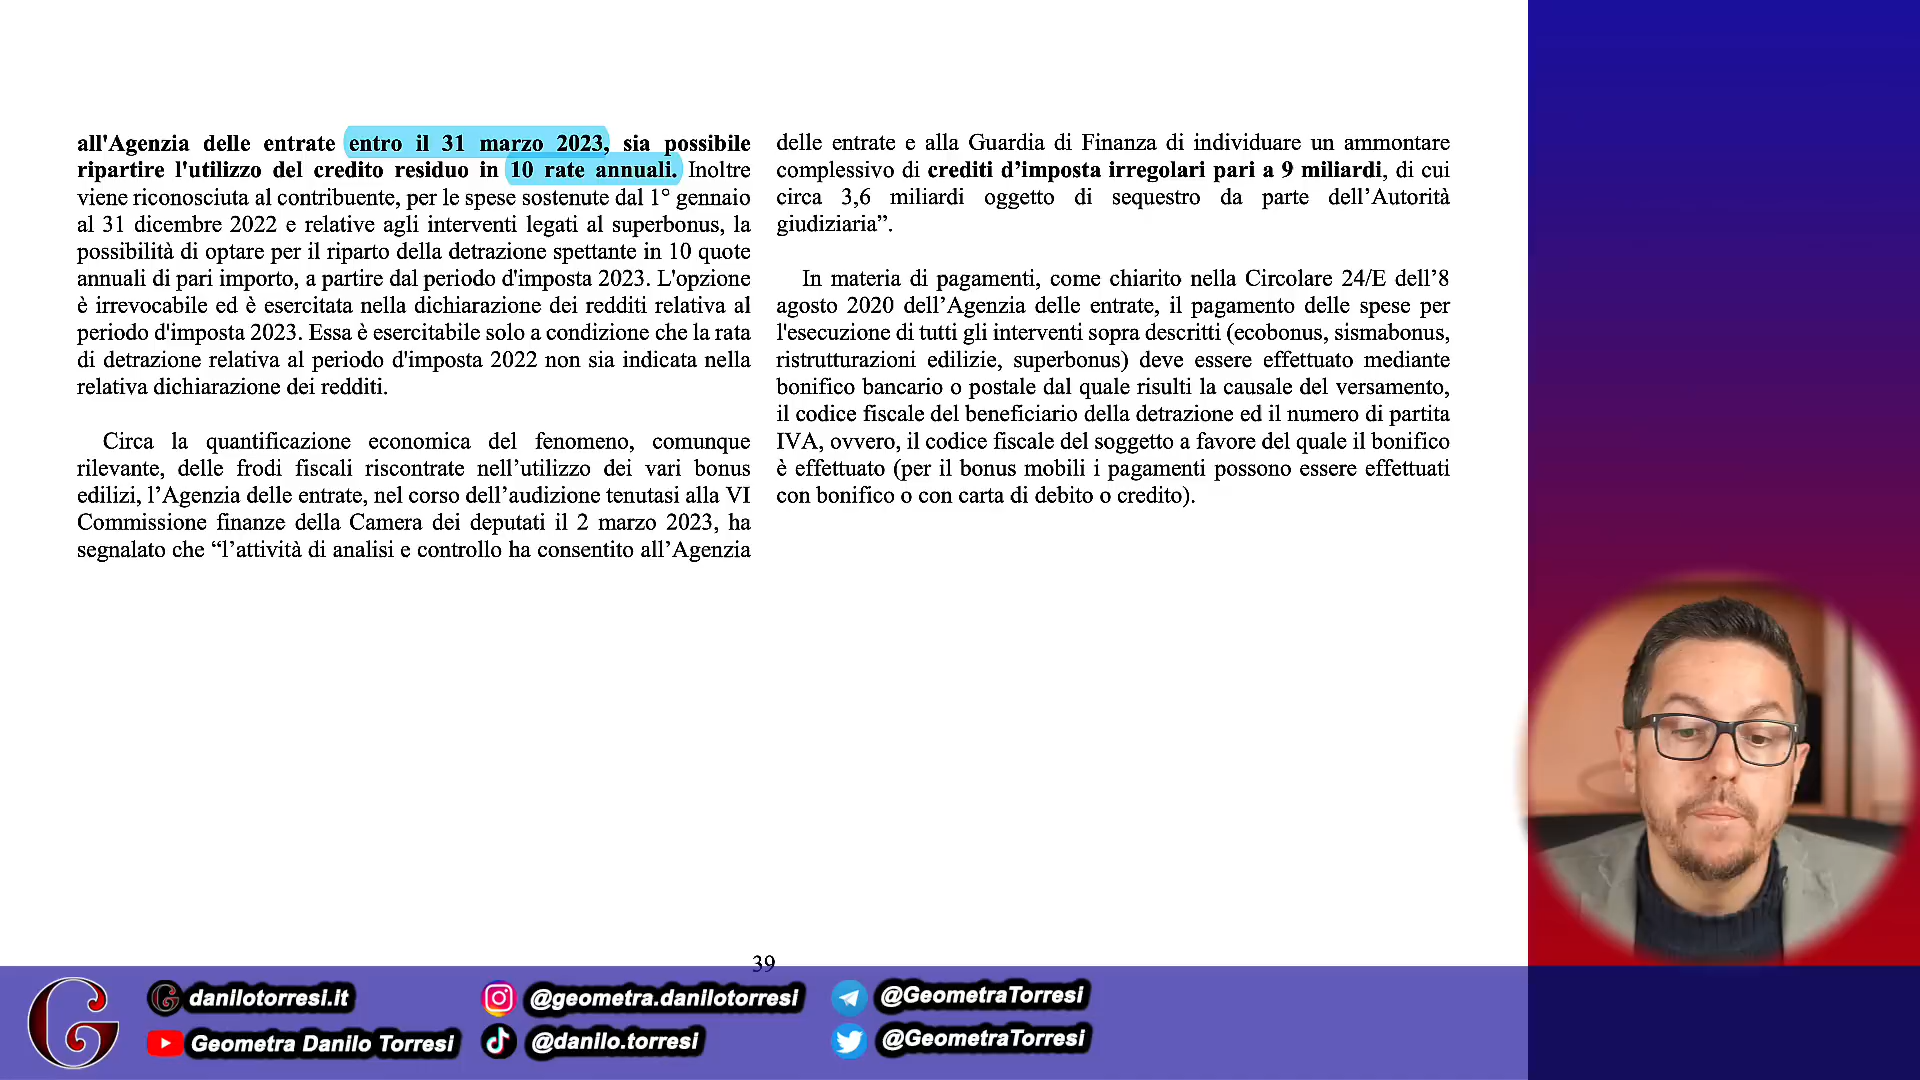 all'Agenzia delle entrate entro il 31 marzo 2023, sia possibile
ripartire l'utilizzo del credito residuo in 10 rate annuali. Inoltre
viene riconosciuta al contribuente, per le spese sostenute dal 1° gennaio
al 31 dicembre 2022 e relative agli interventi legati al superbonus, la
possibilità di optare per il riparto della detrazione spettante in 10 quote
annuali di pari importo, a partire dal periodo d'imposta 2023. L'opzione
è irrevocabile ed è esercitata nella dichiarazione dei redditi relativa al
periodo d'imposta 2023. Essa è esercitabile solo a condizione che la rata
di detrazione relativa al periodo d'imposta 2022 non sia indicata nella
relativa dichiarazione dei redditi.
Circa la quantificazione economica del fenomeno, comunque
rilevante, delle frodi fiscali riscontrate nell’utilizzo dei vari bonus
edilizi, l’Agenzia delle entrate, nel corso dell’audizione tenutasi alla VI
Commissione finanze della Camera dei deputati il 2 marzo 2023, ha
segnalato che “l’attività di analisi e controllo ha consentito all’Agenzia
delle entrate e alla Guardia di Finanza di individuare un ammontare
complessivo di crediti d’imposta irregolari pari a 9 miliardi, di cui
circa 3,6 miliardi oggetto di sequestro da parte dell’Autorità
giudiziaria”.
In materia di pagamenti, come chiarito nella Circolare 24/E dell’8
agosto 2020 dell’Agenzia delle entrate, il pagamento delle spese per
l'esecuzione di tutti gli interventi sopra descritti (ecobonus, sismabonus,
ristrutturazioni edilizie, superbonus) deve essere effettuato mediante
bonifico bancario o postale dal quale risulti la causale del versamento,
il codice fiscale del beneficiario della detrazione ed il numero di partita
IVA, ovvero, il codice fiscale del soggetto a favore del quale il bonifico
è effettuato (per il bonus mobili i pagamenti possono essere effettuati
con bonifico o con carta di debito o credito).
39
danilotorresi.it
Geometra Danilo Torresi
@geometra.danilotorresi
@danilo.torresi
@GeometraTorresi
@GeometraTorresi